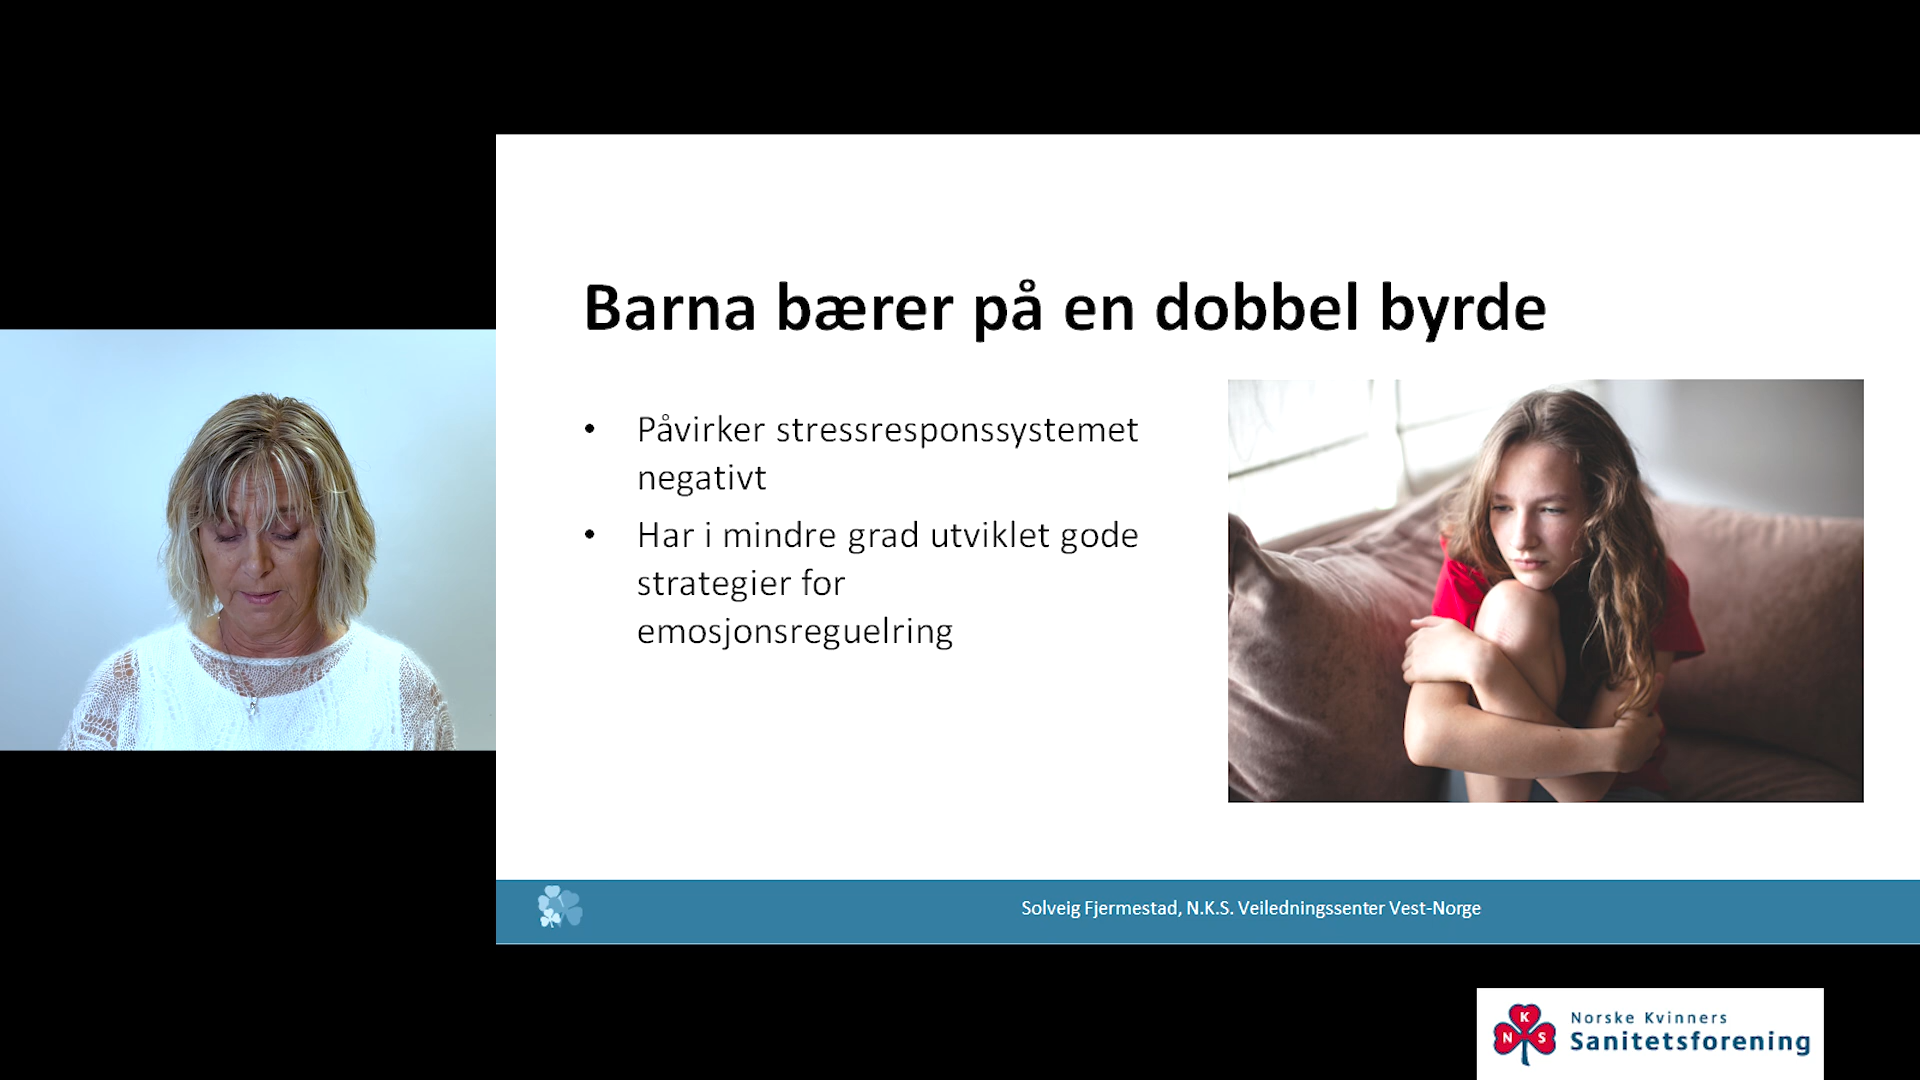 Barna bærer på en dobbel byrde
• Påvirker stressresponssystemet
negativt
• Har i mindre grad utviklet gode
strategier for
emosjonsreguelring
Solveig Fjermestad, N.K.S. Veiledningssenter Vest-Norge
N K S
Norske Kvinners
Sanitetsforening